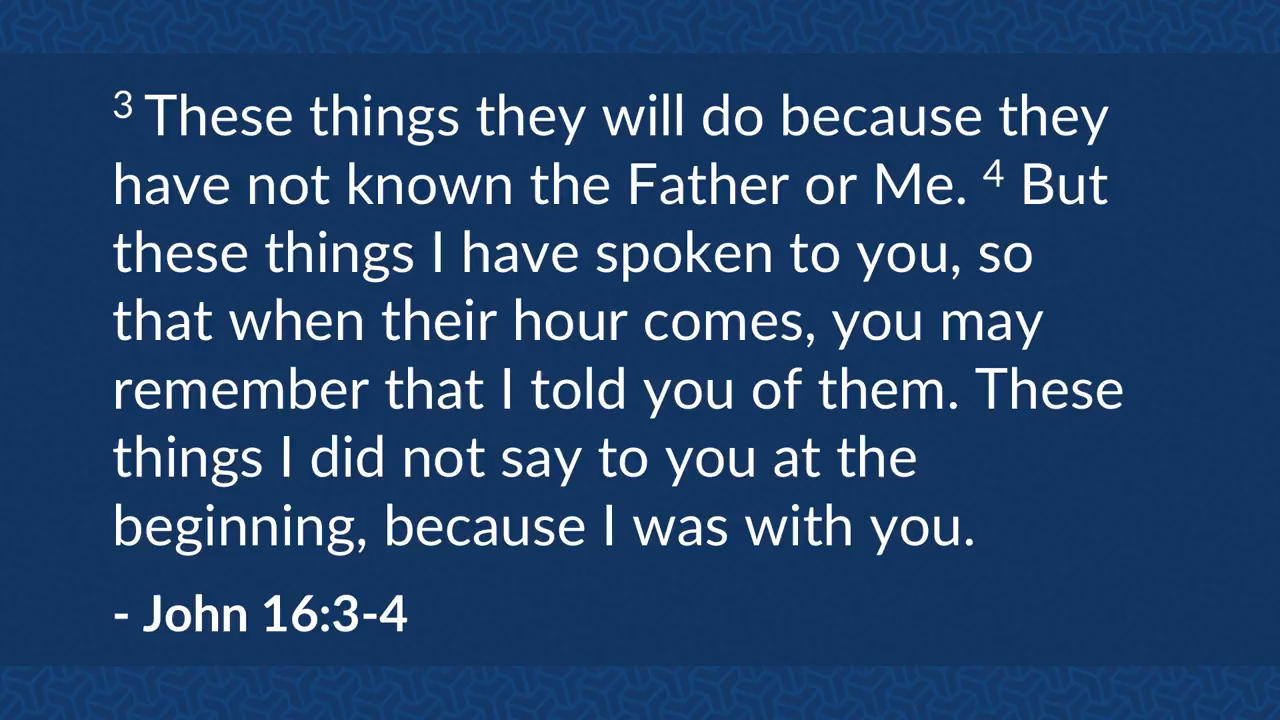 3 These things they will do because they
have not known the Father or Me. 4 But
these things I have spoken to you, so
that when their hour comes, you may
remember that I told you of them. These
things I did not say to you at the
beginning, because I was with you.
- John 16:3-4